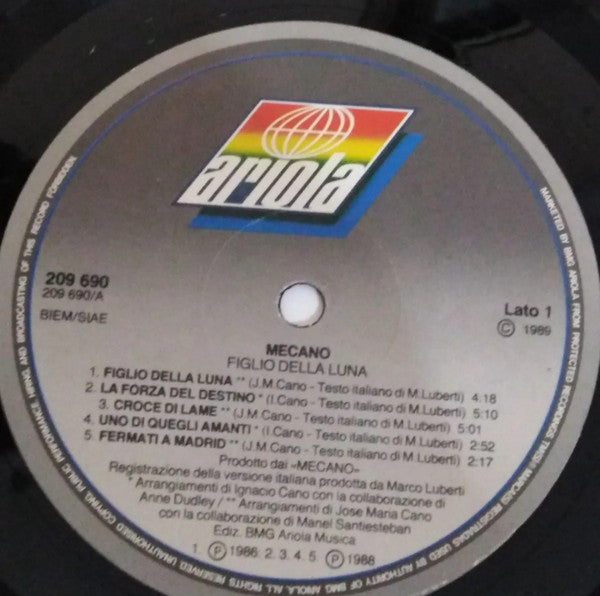 ariola
209 690
209 690/A
BIEM/SIAE
Lato 1
© 1989
MECANO
FIGLIO DELLA LUNA
1. FIGLIO DELLA LUNA ** (J.M.Cano - Testo italiano di M.Luberti) 4:18
2. LA FORZA DEL DESTINO * (I.Cano - Testo italiano di M.Luberti) 5:10
3. CROCE DI LAME ** (J.M.Cano - Testo italiano di M.Luberti) 5:01
4. UNO DI QUEGLI AMANTI * (I.Cano - Testo italiano di M.Luberti) 2:52
5. FERMATI A MADRID ** (J.M.Cano - Testo italiano di M.Luberti) 2:17
Prodotto dai «MECANO»
Registrazione della versione italiana prodotta da Marco Luberti
* Arrangiamenti di Ignacio Cano con la collaborazione di
Anne Dudley / ** Arrangiamenti di Jose Maria Cano
con la collaborazione di Manel Santiesteban
Ediz. BMG Ariola Musica
1. Ⓟ 1986: 2. 3. 4. 5. Ⓟ 1988
ALL RIGHTS RESERVED UNAUTHORISED COPYING, PUBLIC PERFORMANCE HIRING AND BROADCASTING OF THIS RECORD FORBIDDEN
MARKETED BY BMG ARIOLA FROM PROTECTED RECORDINGS TM(S)® MARCA(S) REGISTRADAS USED BY AUTHORITY OF BMG ARIOLA